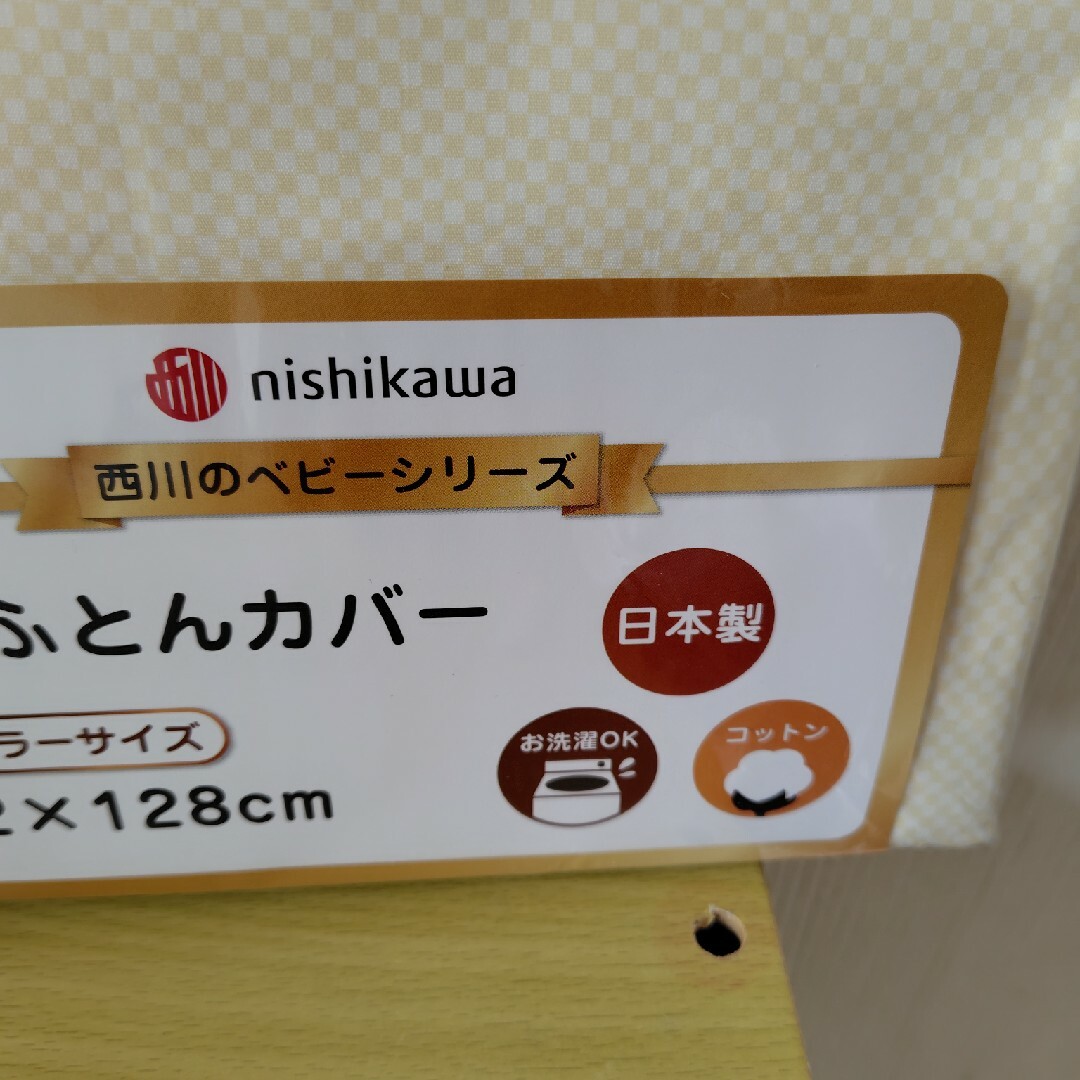 nishikawa
西川のベビーシリーズ
ふとんカバー
日本製
ラーサイズ
お洗濯OK
コットン
2×128cm